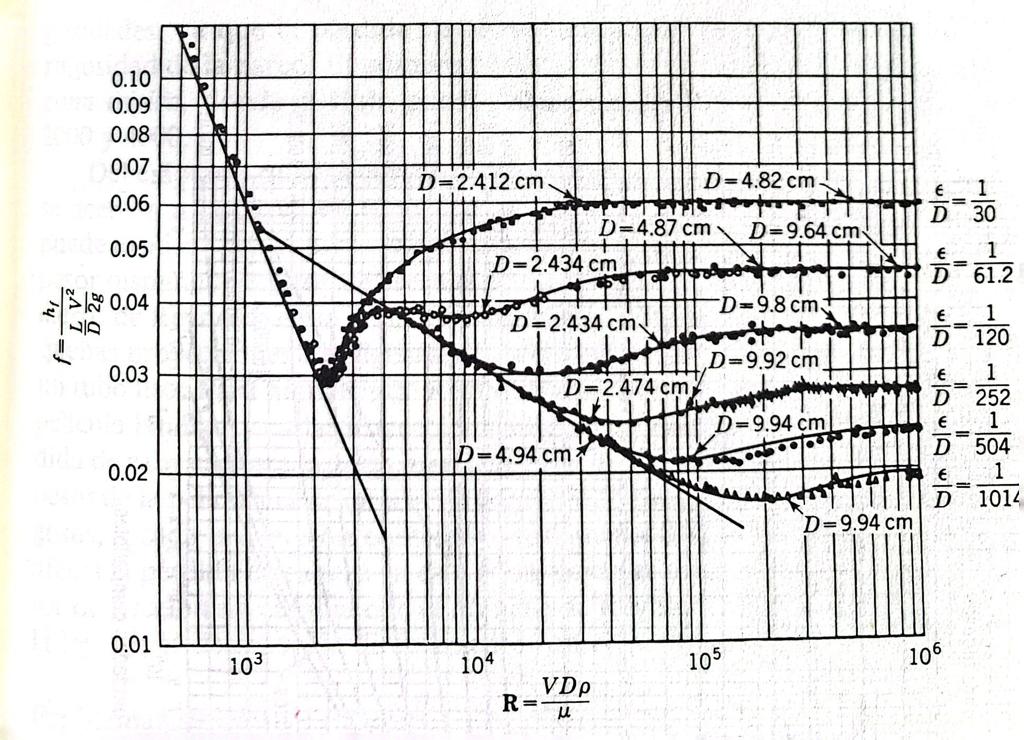 0.10
0.09
0.08
0.07
0.06
0.05
0.04
0.03
0.02
0.01
f = h_f / (L/D V²/2g)
D = 2.412 cm
D = 4.82 cm
D = 4.87 cm
D = 9.64 cm
D = 2.434 cm
D = 9.8 cm
D = 2.434 cm
D = 9.92 cm
D = 2.474 cm
D = 9.94 cm
D = 4.94 cm
D = 9.94 cm
ϵ/D = 1/30
ϵ/D = 1/61.2
ϵ/D = 1/120
ϵ/D = 1/252
ϵ/D = 1/504
ϵ/D = 1/1014
10³ 10⁴ 10⁵ 10⁶
R = VDρ/μ